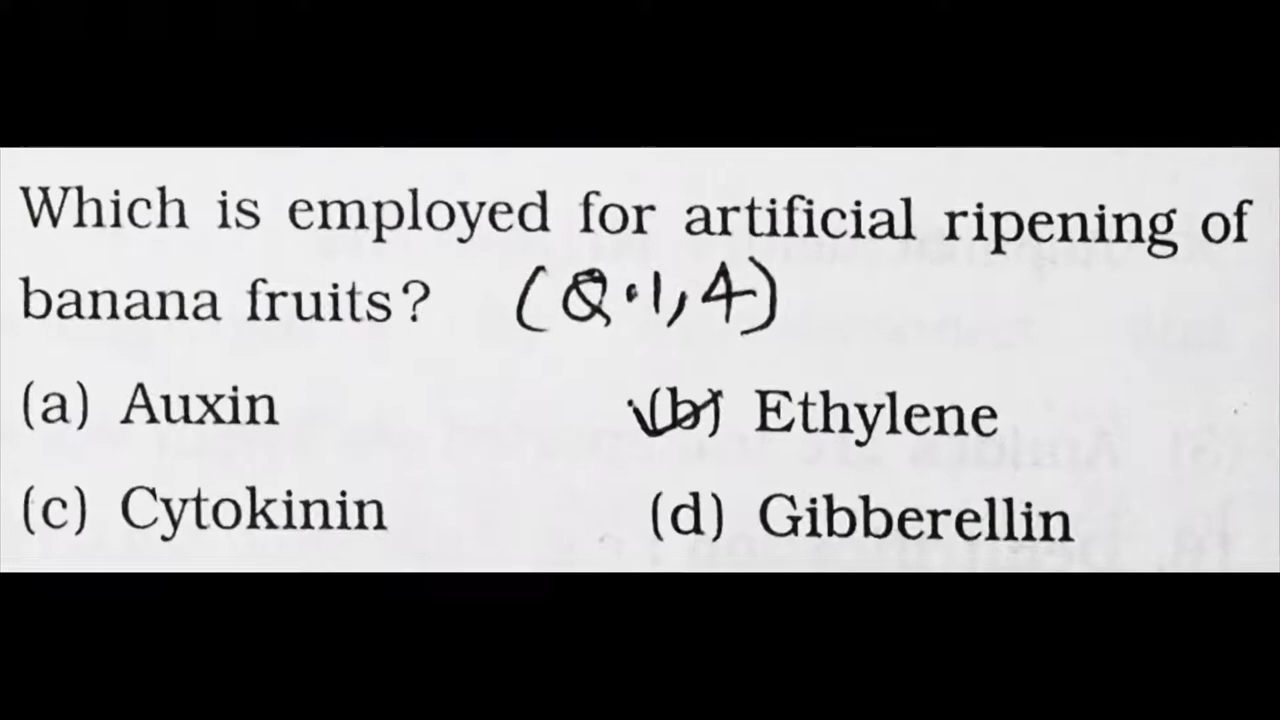 Which is employed for artificial ripening of
banana fruits? (Q.1,4)
(a) Auxin (b) Ethylene
(c) Cytokinin (d) Gibberellin